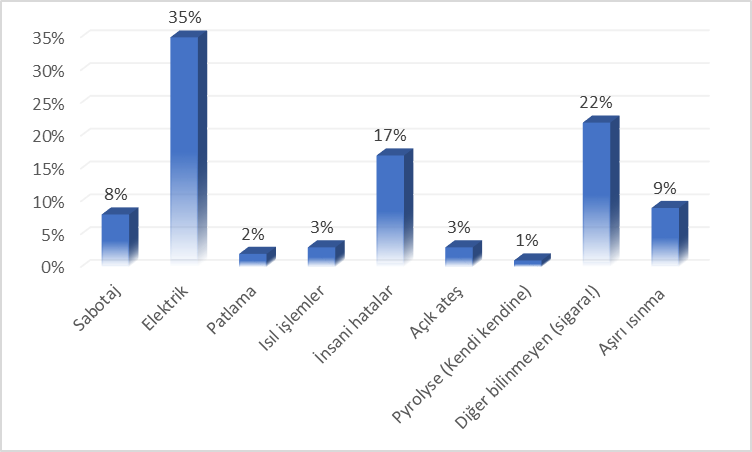 35%
30%
25%
20%
15%
10%
5%
0%
8%
35%
2%
3%
17%
3%
1%
22%
9%
Sabotaj
Elektrik
Patlama
Isıl işlemler
İnsani hatalar
Açık ateş
Pyrolyse (Kendi kendine)
Diğer bilinmeyen (sigara!)
Aşırı ısınma